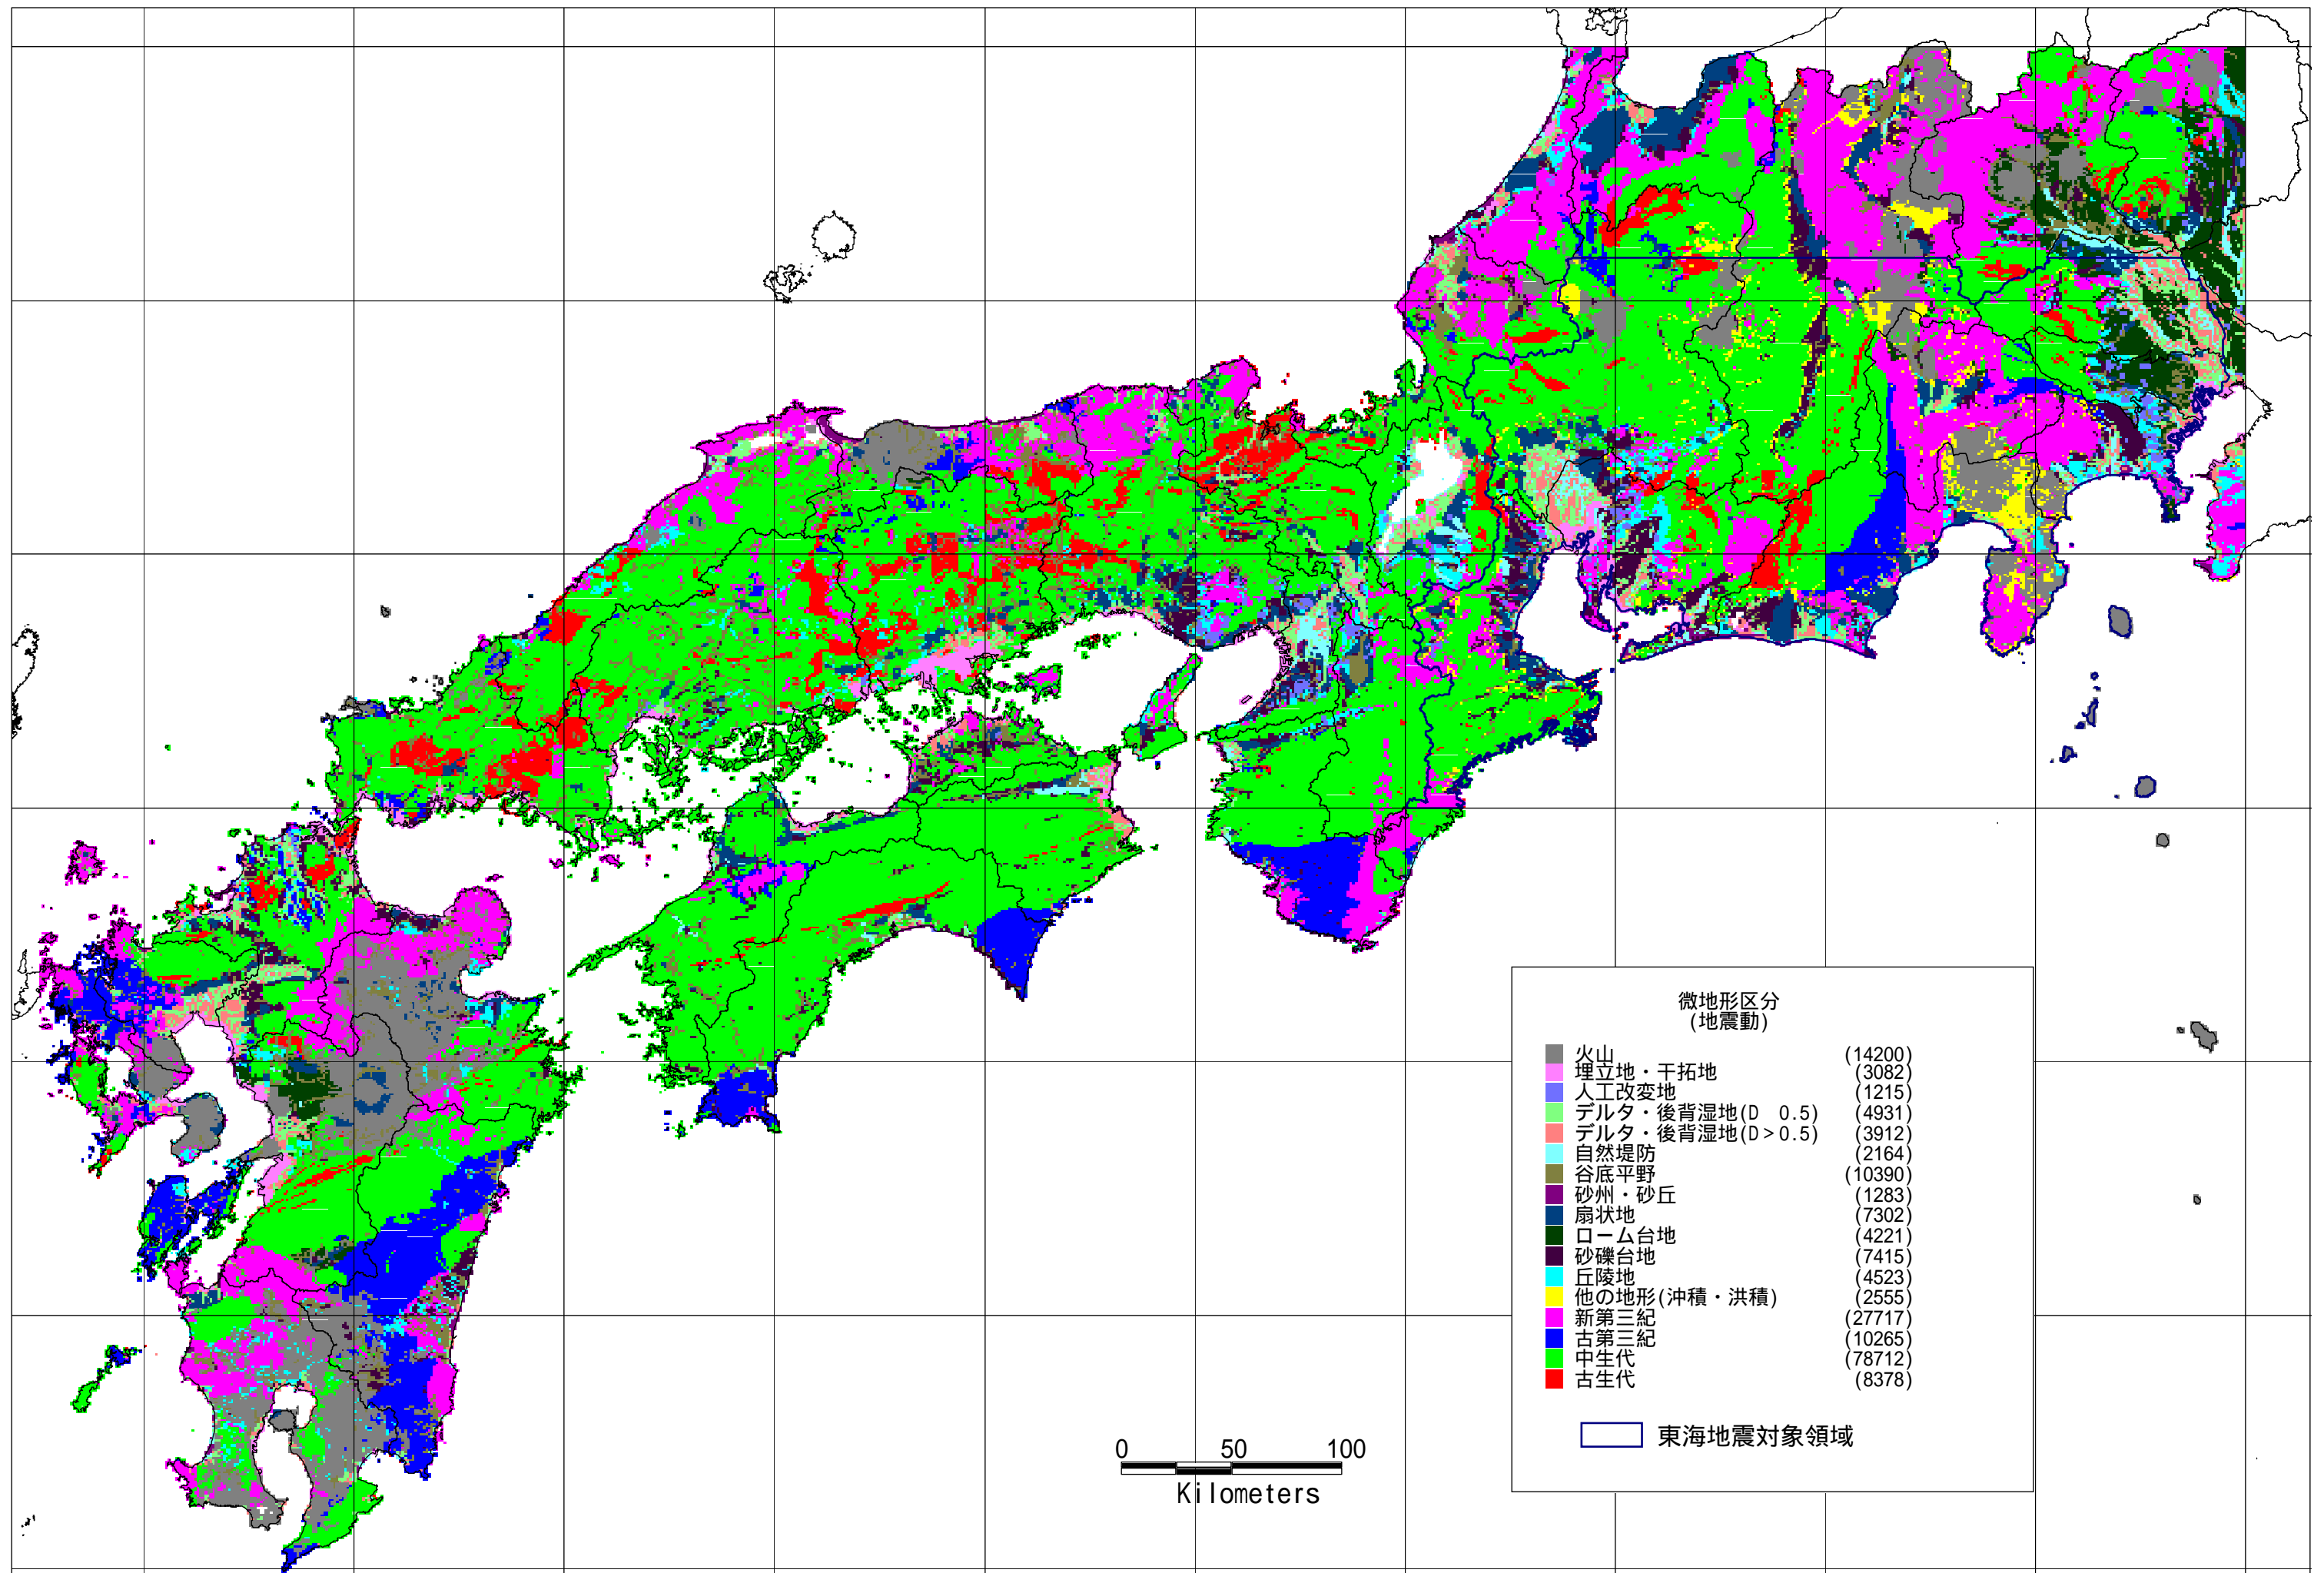 微地形区分
(地震動)
火山 (14200)
埋立地・干拓地 (3082)
人工改変地 (1215)
デルタ・後背湿地(D 0.5) (4931)
デルタ・後背湿地(D>0.5) (3912)
自然堤防 (2164)
谷底平野 (10390)
砂州・砂丘 (1283)
扇状地 (7302)
ローム台地 (4221)
砂礫台地 (7415)
丘陵地 (4523)
他の地形(沖積・洪積) (2555)
新第三紀 (27717)
古第三紀 (10265)
中生代 (78712)
古生代 (8378)
東海地震対象領域
0 50 100
Kilometers